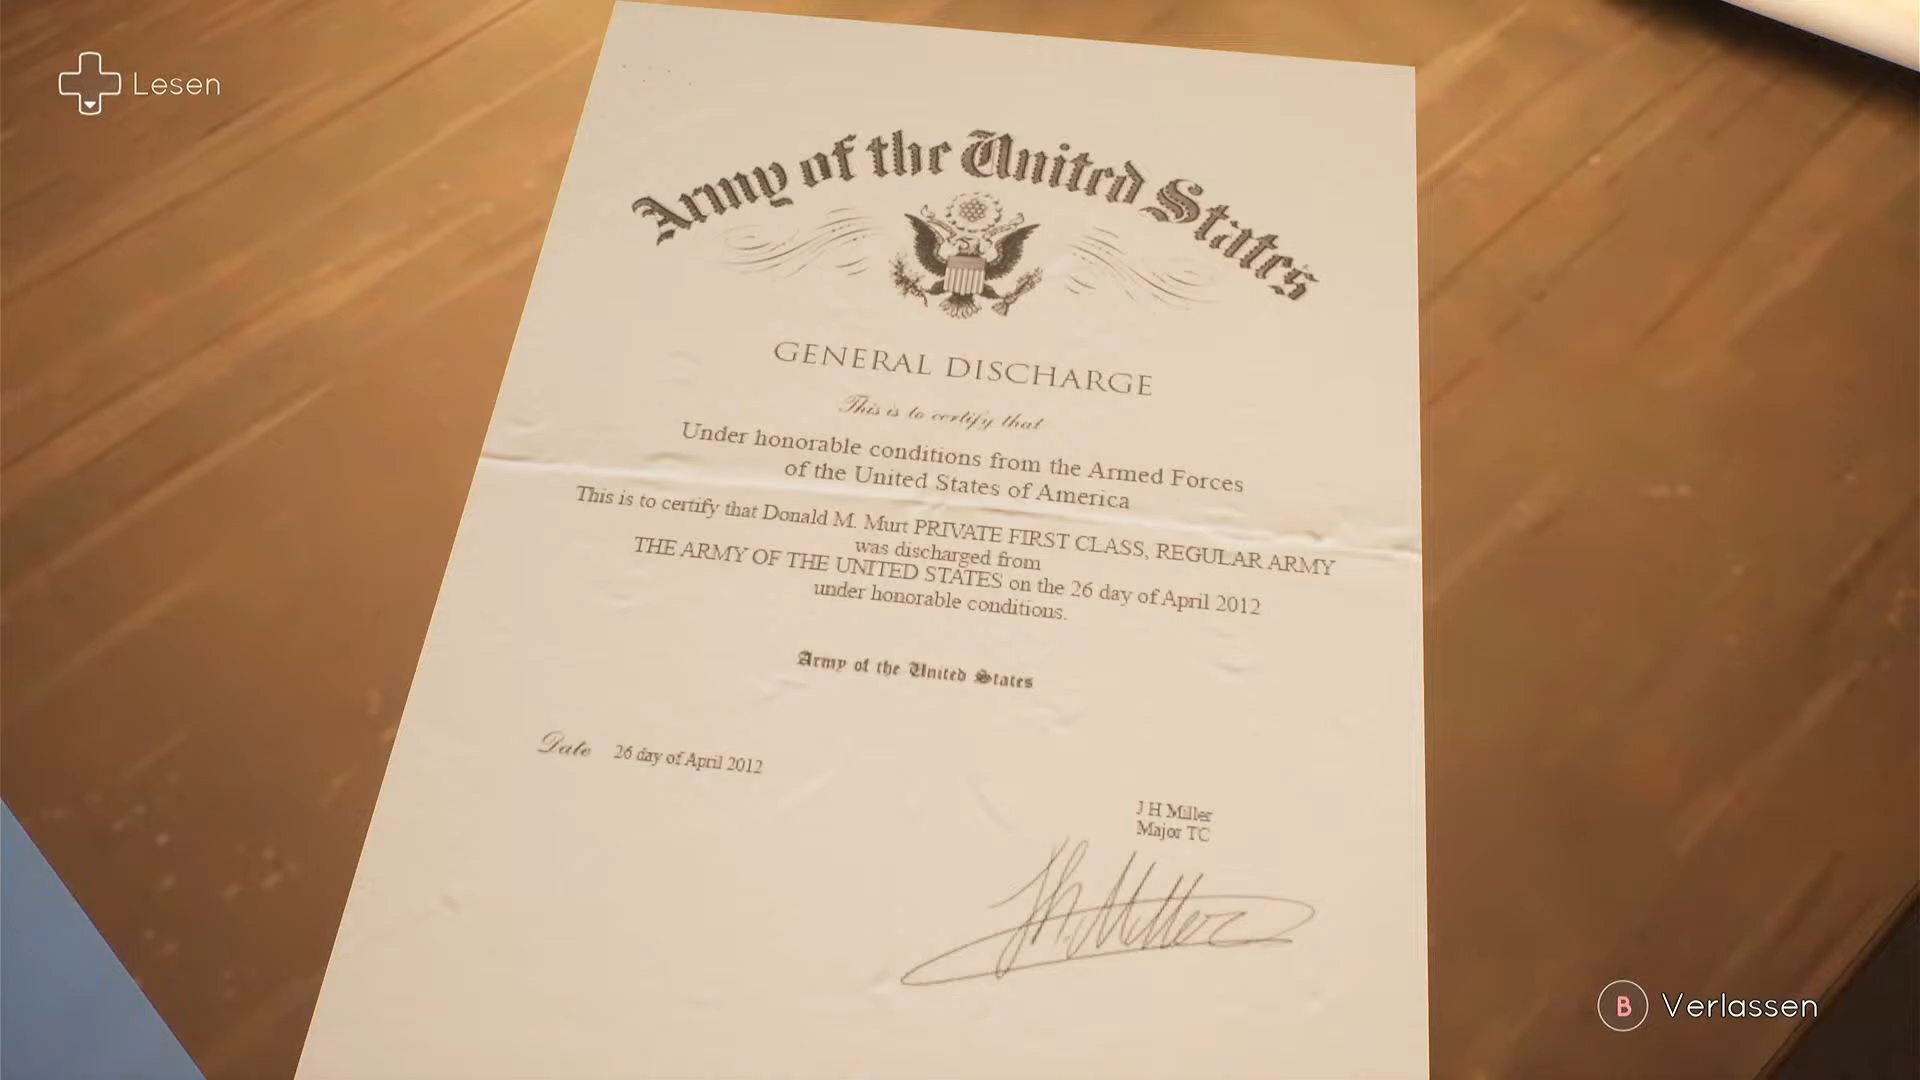 Lesen
Army of the United States
GENERAL DISCHARGE
This is to certify that
Under honorable conditions from the Armed Forces
of the United States of America
This is to certify that Donald M. Murt PRIVATE FIRST CLASS, REGULAR ARMY
was discharged from
THE ARMY OF THE UNITED STATES on the 26 day of April 2012
under honorable conditions.
Army of the United States
Date 26 day of April 2012
J H Miller
Major TC
J.h.Miller
B Verlassen